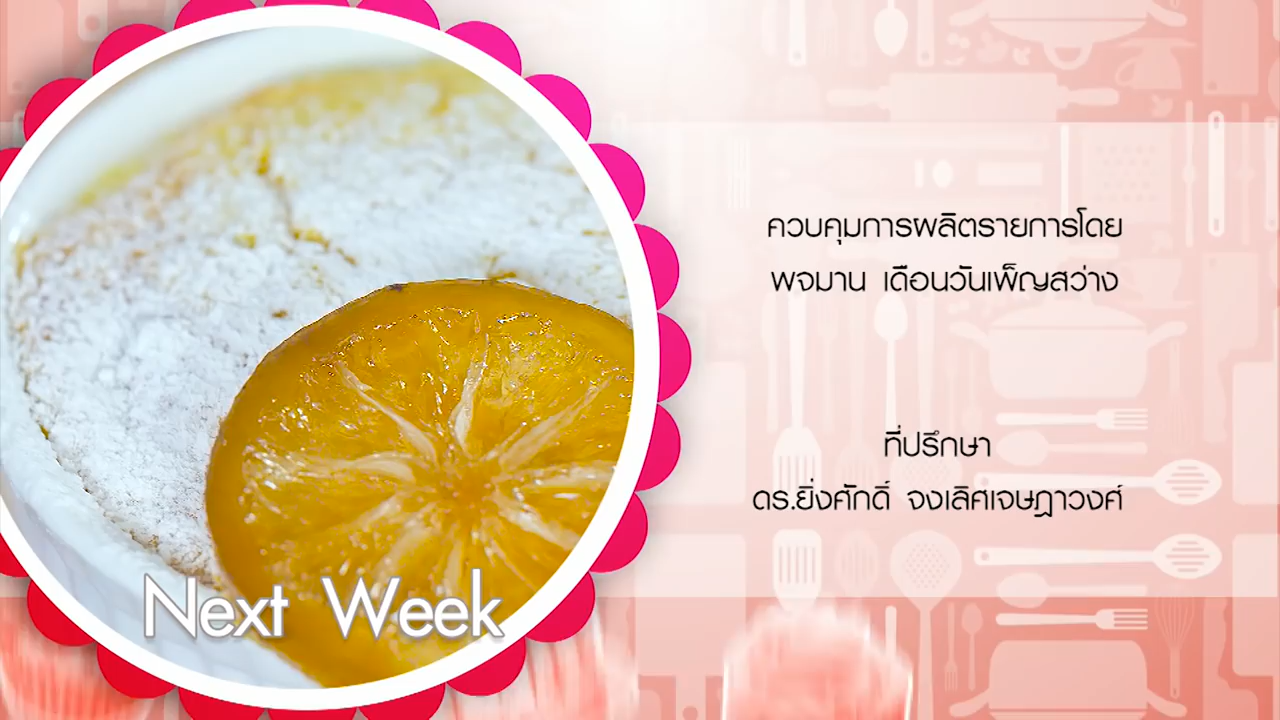 ควบคุมการผลิตรายการโดย
พจมาน เดือนวันเพ็ญสว่าง
ที่ปรึกษา
ดร.ยิ่งศักดิ์ จงเลิศเจษฎาวงศ์
Next Week